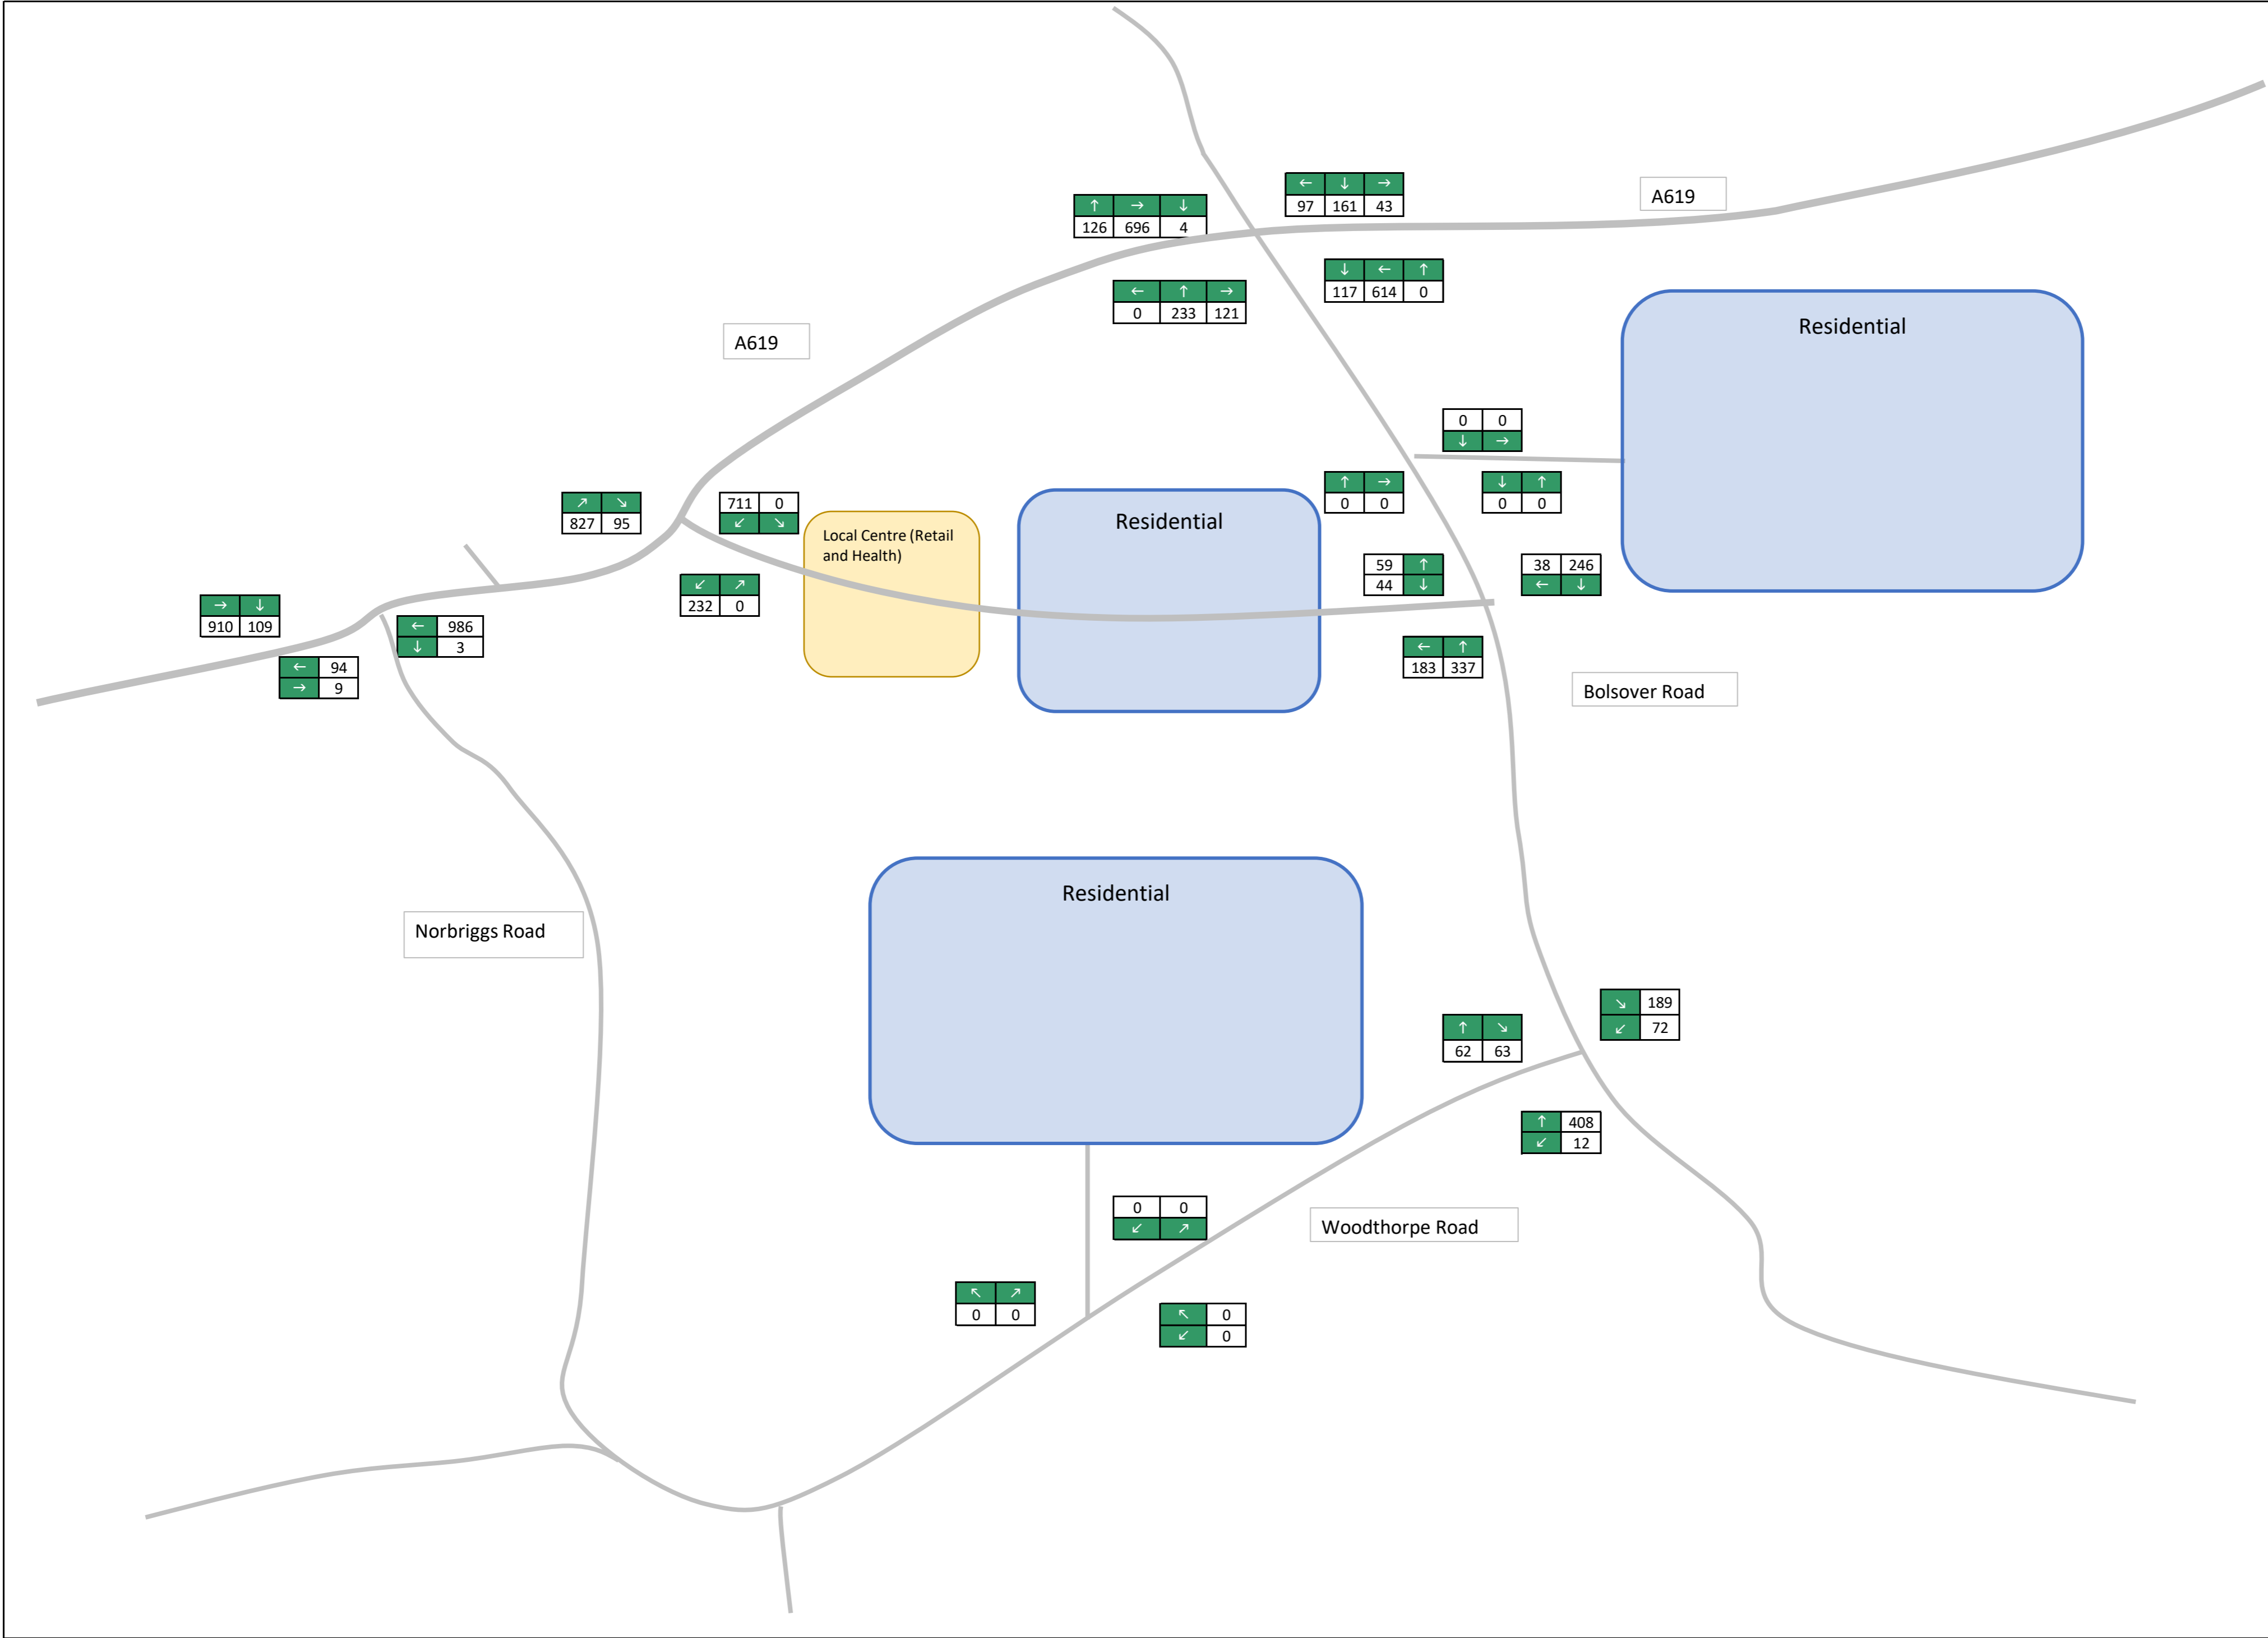 ← ↓ →
97 161 43
A619
↑ → ↓
126 696 4
↓ ← ↑
117 614 0
← ↑ →
0 233 121
A619
Residential
0 0
↓ →
↑ →
0 0
↓ ↑
0 0
↗ ↘
827 95
711 0
↙ ↘
Local Centre (Retail
and Health)
Residential
59 ↑
44 ↓
38 246
← ↓
↙ ↗
232 0
→ ↓
910 109
← 986
↓ 3
← 94
→ 9
← ↑
183 337
Bolsover Road
Residential
Norbriggs Road
↘ 189
↙ 72
↑ ↘
62 63
↑ 408
↙ 12
0 0
↙ ↗
Woodthorpe Road
↖ ↗
0 0
↖ 0
↙ 0